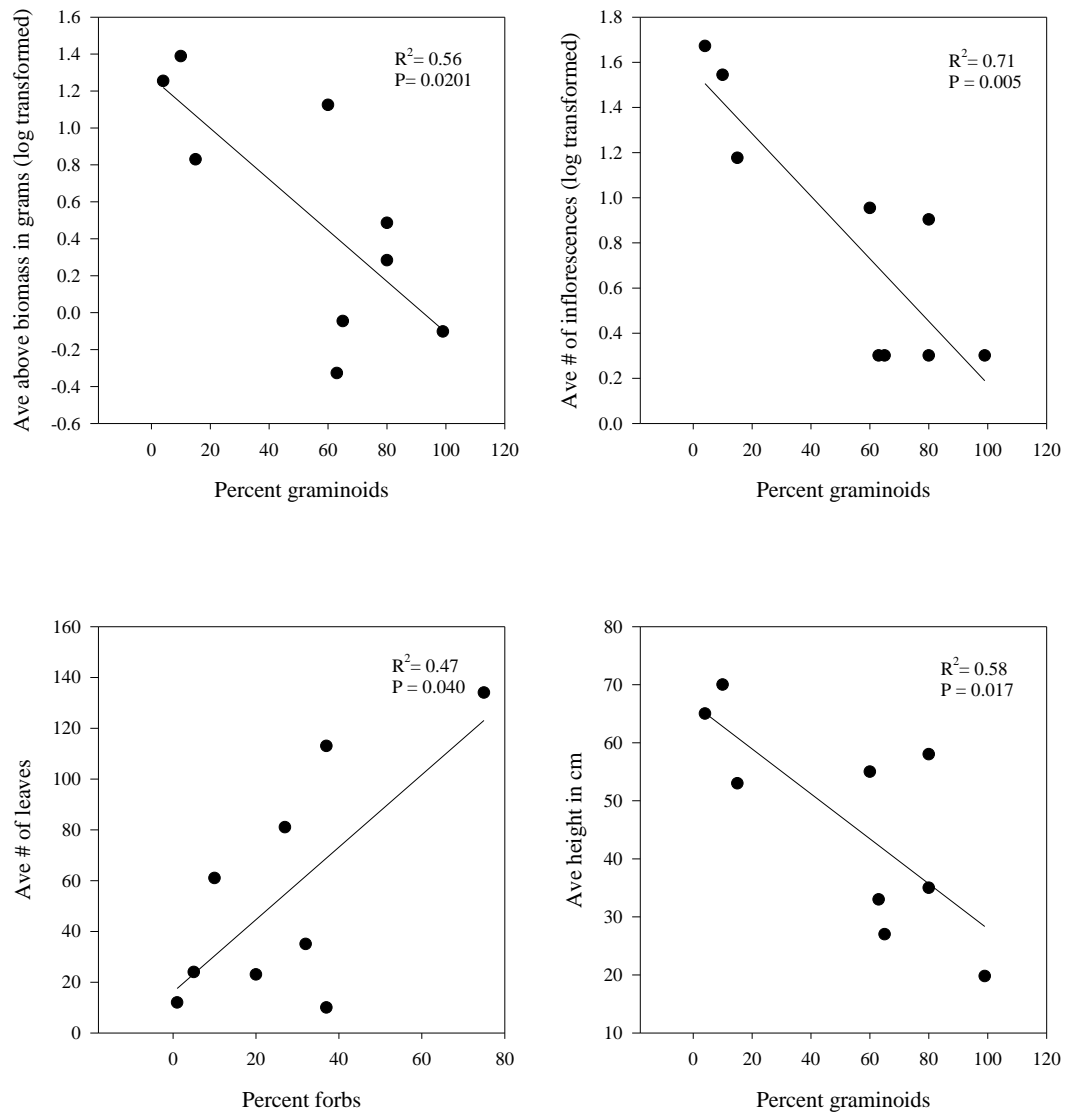 1.6
1.4
1.2
1.0
0.8
0.6
0.4
0.2
0.0
-0.2
-0.4
-0.6
Ave above biomass in grams (log transformed)
R²= 0.56
P= 0.0201
0 20 40 60 80 100 120
Percent graminoids
1.8
1.6
1.4
1.2
1.0
0.8
0.6
0.4
0.2
0.0
Ave # of inflorescences (log transformed)
R²= 0.71
P = 0.005
0 20 40 60 80 100 120
Percent graminoids
160
140
120
100
80
60
40
20
0
Ave # of leaves
R²= 0.47
P = 0.040
0 20 40 60 80
Percent forbs
80
70
60
50
40
30
20
10
Ave height in cm
R²= 0.58
P = 0.017
0 20 40 60 80 100 120
Percent graminoids